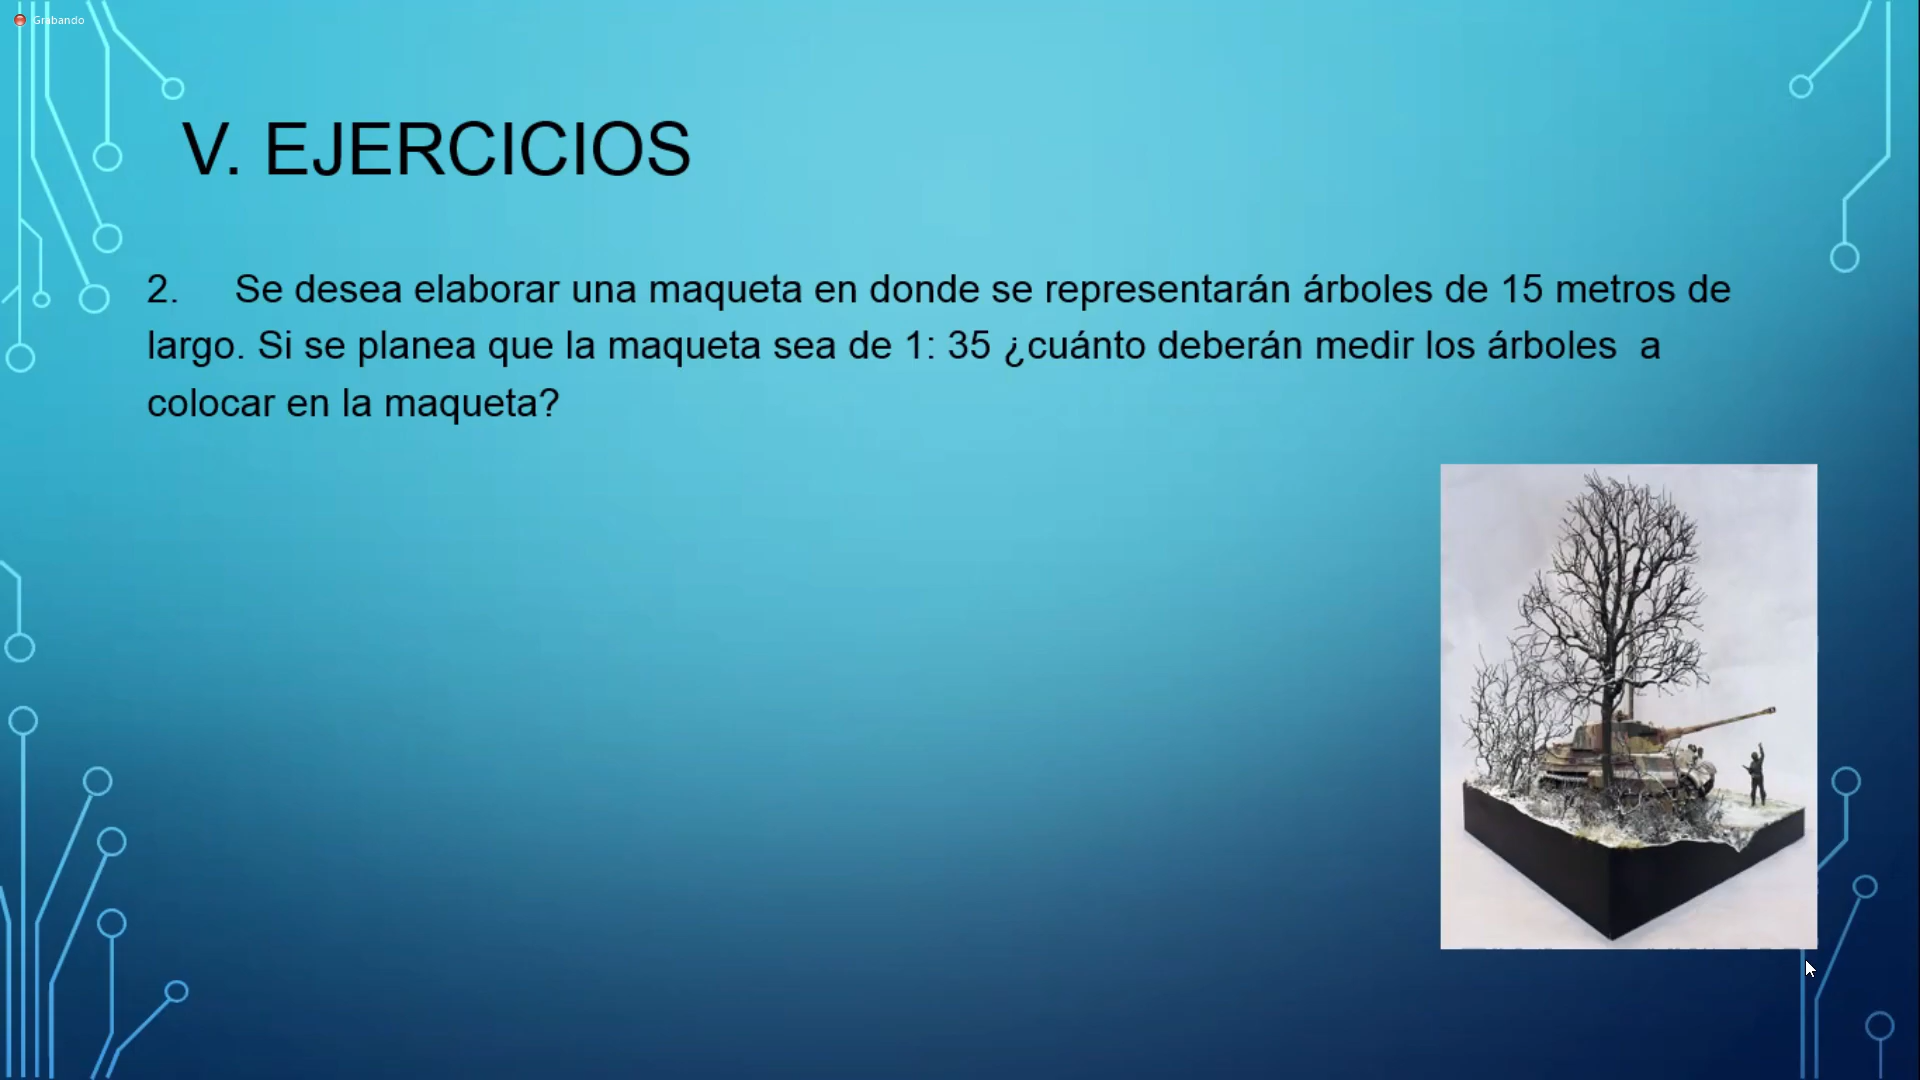 Grabando
V. EJERCICIOS
2. Se desea elaborar una maqueta en donde se representarán árboles de 15 metros de
largo. Si se planea que la maqueta sea de 1: 35 ¿cuánto deberán medir los árboles  a
colocar en la maqueta?